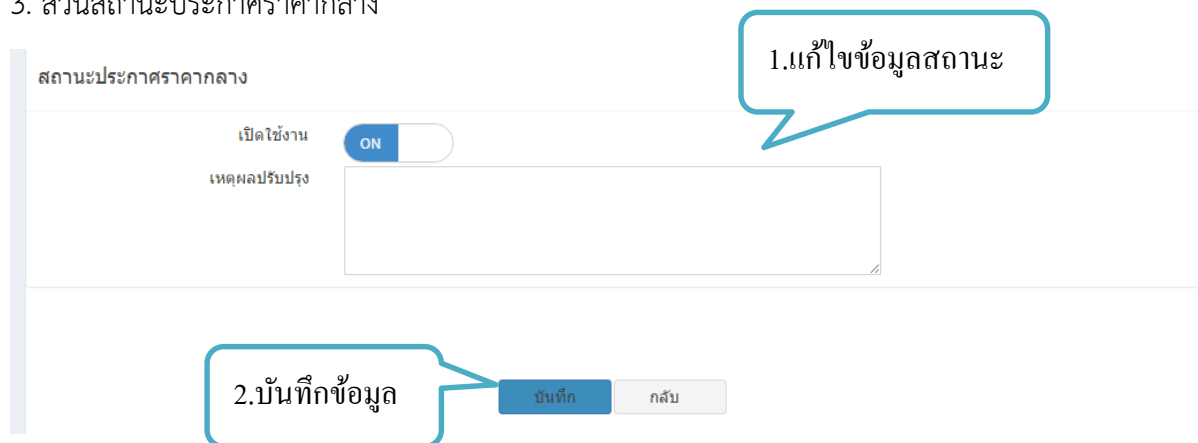 3. ส่วนสถานะประกาศราคากลาง
1.แก้ไขข้อมูลสถานะ
สถานะประกาศราคากลาง
เปิดใช้งาน
ON
เหตุผลปรับปรุง
2.บันทึกข้อมูล
บันทึก
กลับ